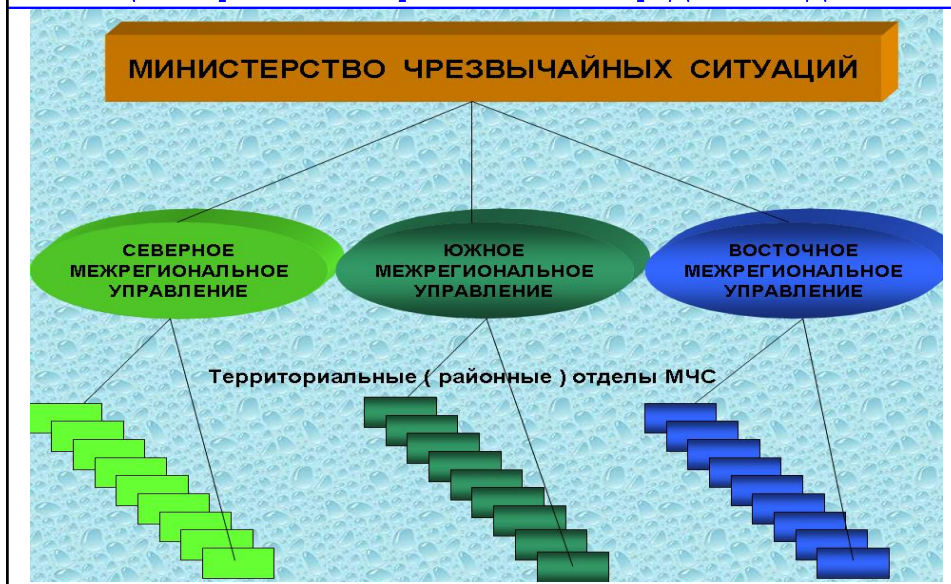 МИНИСТЕРСТВО ЧРЕЗВЫЧАЙНЫХ СИТУАЦИЙ
СЕВЕРНОЕ
МЕЖРЕГИОНАЛЬНОЕ
УПРАВЛЕНИЕ
ЮЖНОЕ
МЕЖРЕГИОНАЛЬНОЕ
УПРАВЛЕНИЕ
ВОСТОЧНОЕ
МЕЖРЕГИОНАЛЬНОЕ
УПРАВЛЕНИЕ
Территориальные ( районные ) отделы МЧС